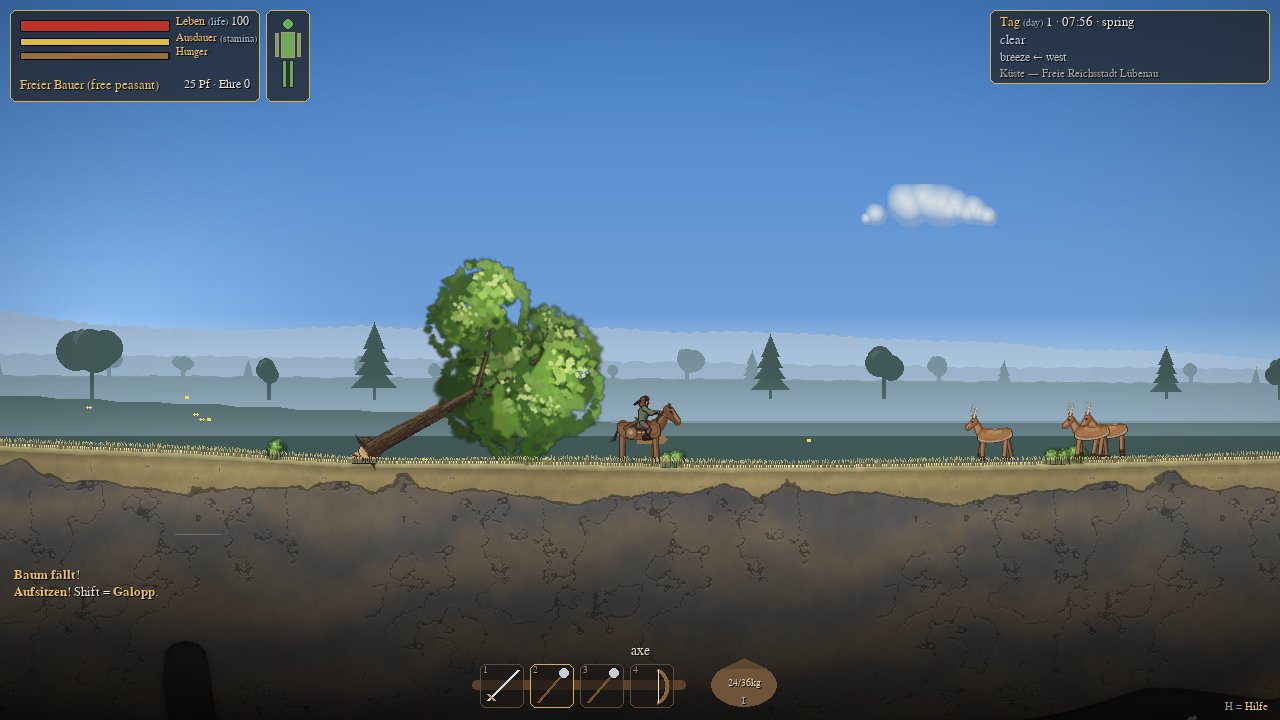 Leben (life) 100
Ausdauer (stamina)
Hunger
Freier Bauer (free peasant) 25 Pf · Ehre 0
Tag (day) 1 · 07:56 · spring
clear
breeze ← west
Küste — Freie Reichsstadt Lübenau
Baum fällt!
Aufsitzen! Shift = Galopp.
axe
1 2 3 4
24/36kg
I
H = Hilfe